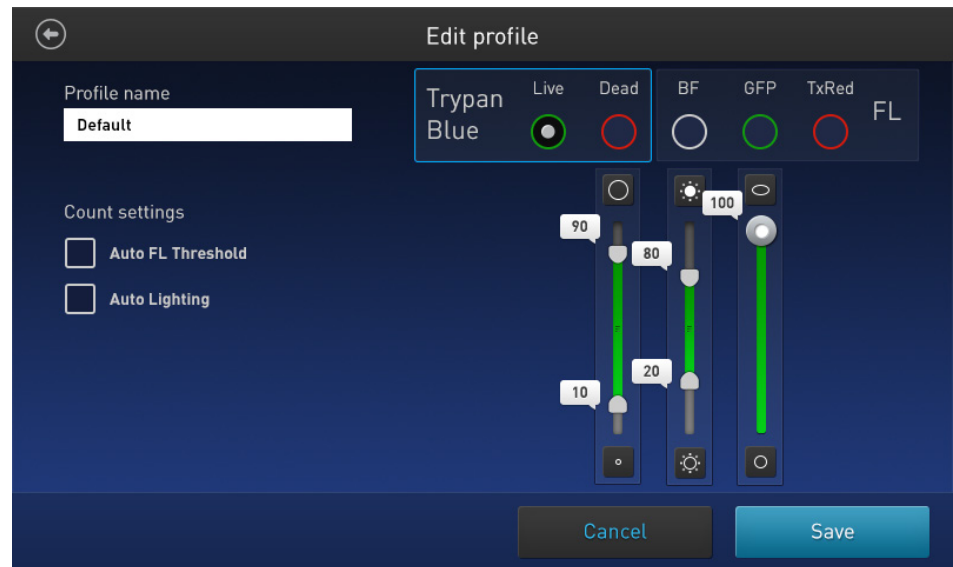 Edit profile
Profile name
Default
Trypan
Blue
Live
Dead
BF
GFP
TxRed
FL
Count settings
Auto FL Threshold
Auto Lighting
90
10
80
20
100
Cancel
Save